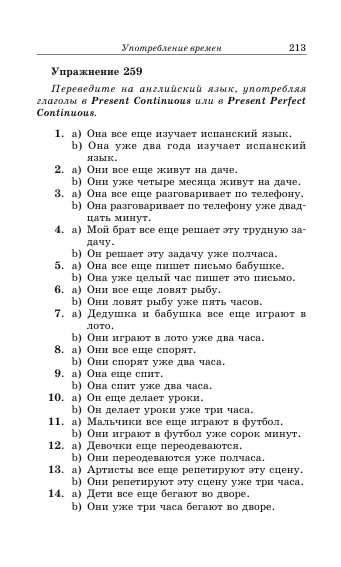 Употребление времен 213
Упражнение 259
Переведите на английский язык, употребляя
глаголы в Present Continuous или в Present Perfect
Continuous.
1. a) Она все еще изучает испанский язык.
b) Она уже два года изучает испанский
язык.
2. a) Они все еще живут на даче.
b) Они уже четыре месяца живут на даче.
3. a) Она все еще разговаривает по телефону.
b) Она разговаривает по телефону уже двад-
цать минут.
4. a) Мой брат все еще решает эту трудную за-
дачу.
b) Он решает эту задачу уже полчаса.
5. a) Она все еще пишет письмо бабушке.
b) Она уже целый час пишет это письмо.
6. a) Они все еще ловят рыбу.
b) Они ловят рыбу уже пять часов.
7. a) Дедушка и бабушка все еще играют в
лото.
b) Они играют в лото уже два часа.
8. a) Они все еще спорят.
b) Они спорят уже два часа.
9. a) Она еще спит.
b) Она спит уже два часа.
10. a) Он еще делает уроки.
b) Он делает уроки уже три часа.
11. a) Мальчики все еще играют в футбол.
b) Они играют в футбол уже сорок минут.
12. a) Девочки еще переодеваются.
b) Они переодеваются уже полчаса.
13. a) Артисты все еще репетируют эту сцену.
b) Они репетируют эту сцену уже три часа.
14. a) Дети все еще бегают во дворе.
b) Они уже три часа бегают во дворе.